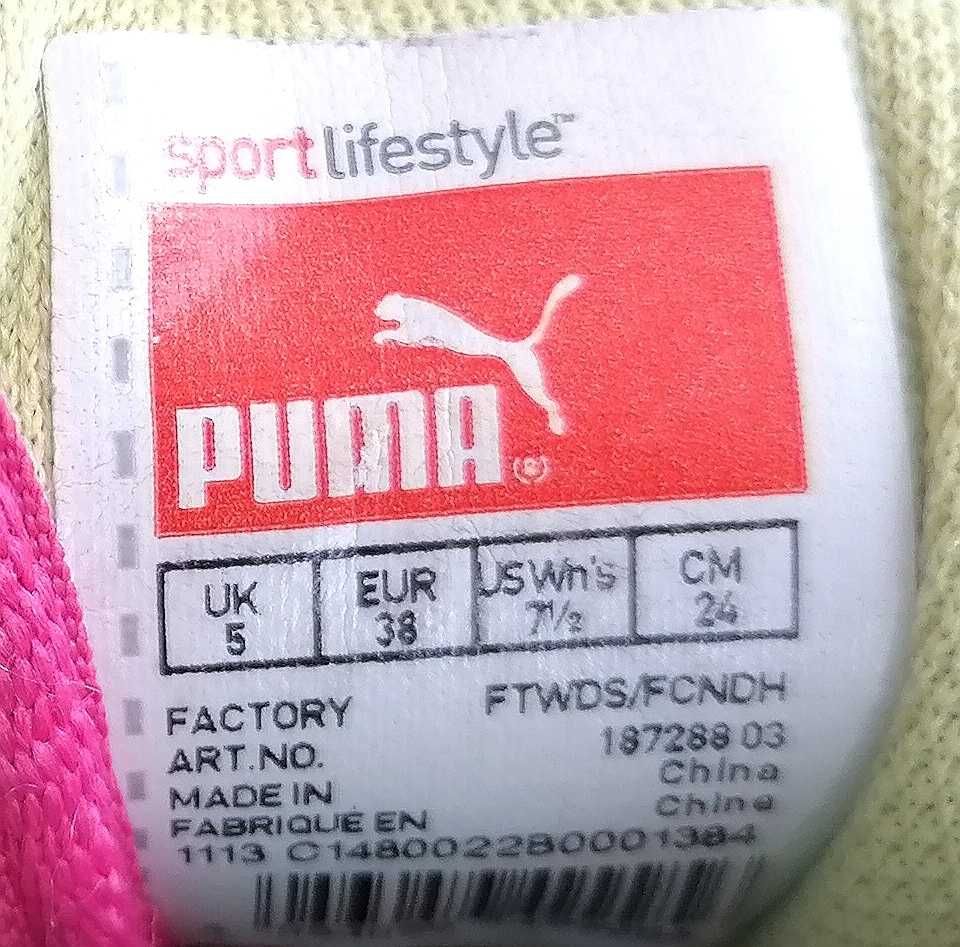 sportlifestyle™
PUMA®
UK EUR US Wn's CM
5 38 7½ 24
FACTORY FTWDS/FCNDH
ART.NO. 187288 03
MADE IN China
FABRIQUE EN China
1113 C148002280001384